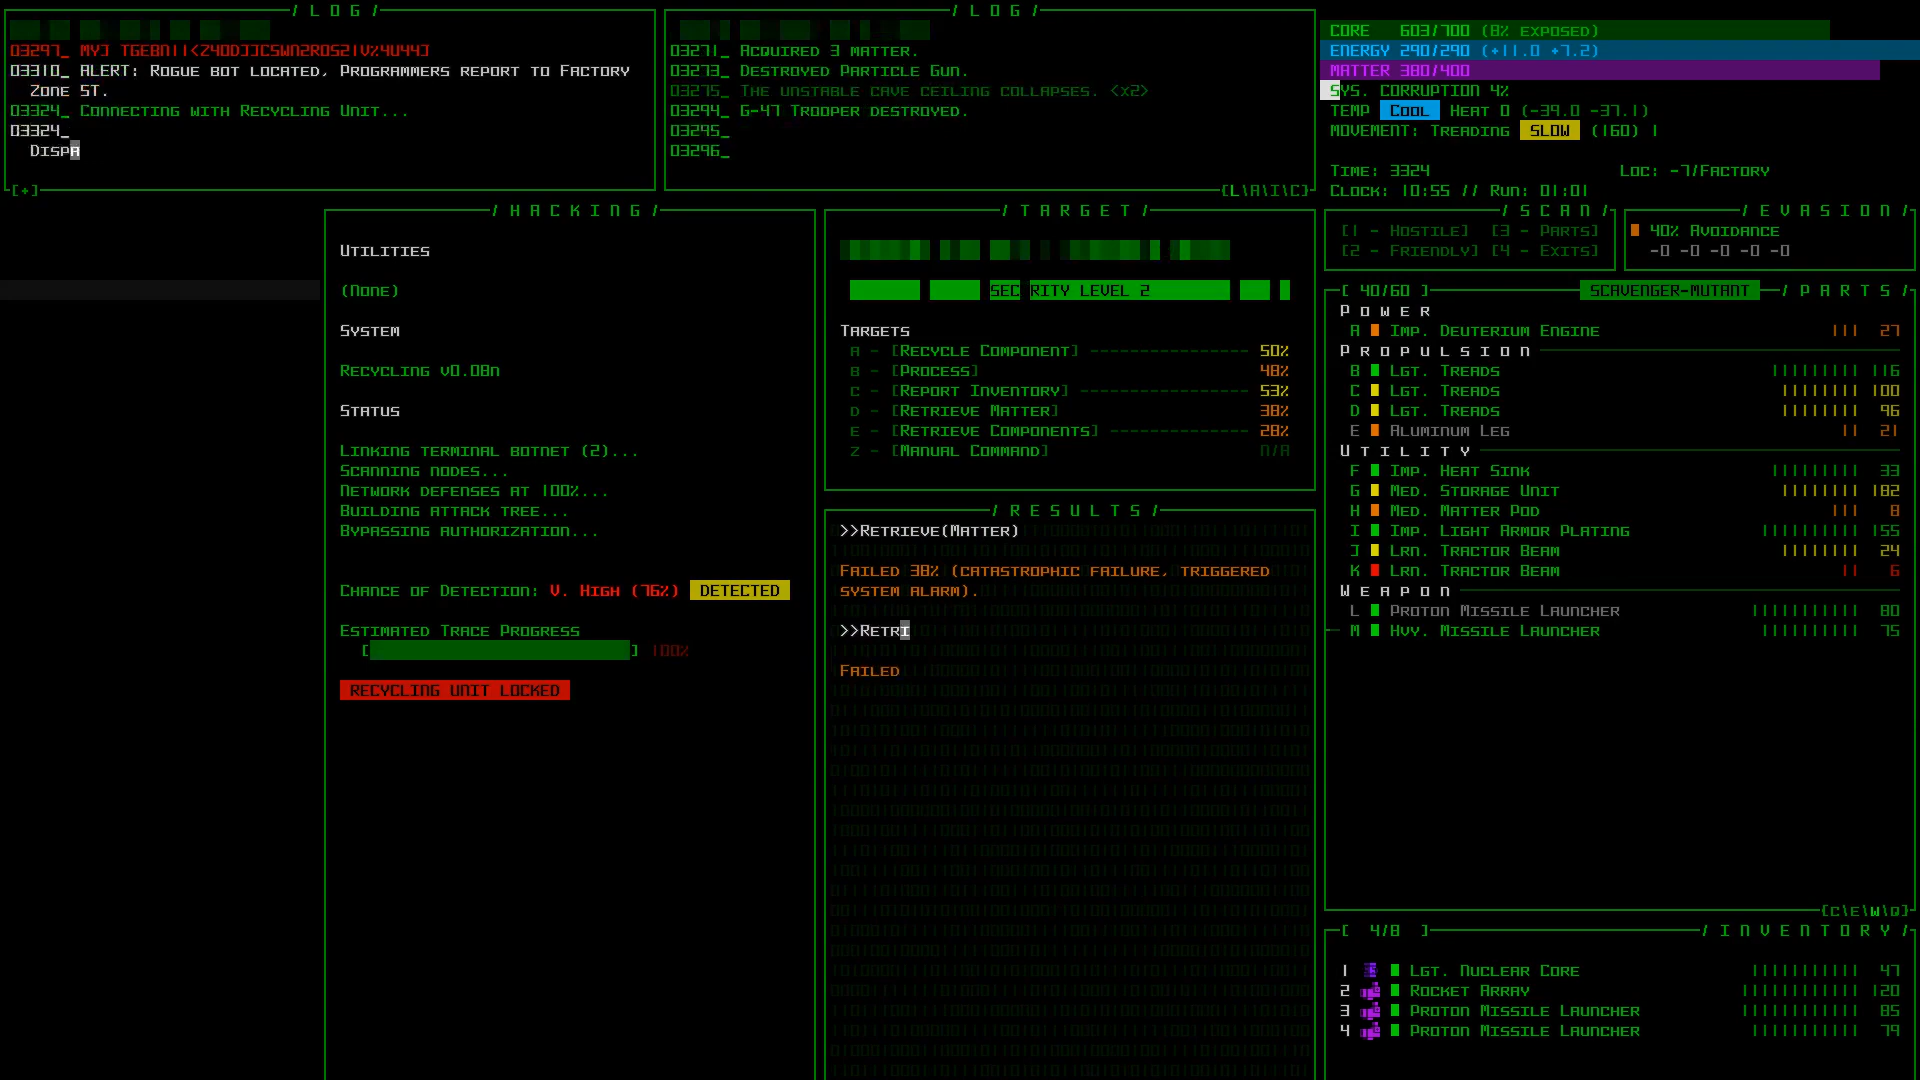 / L O G /
03297_ MY] TGE8N||<Z40D]]CSWN2ROS2|V%4U44]
03310_ ALERT: ROGUE BOT LOCATED, PROGRAMMERS REPORT TO FACTORY
ZONE ST.
03324_ CONNECTING WITH RECYCLING UNIT...
03324_
DISPA
[+]
/ L O G /
03271_ ACQUIRED 3 MATTER.
03273_ DESTROYED PARTICLE GUN.
03275_ THE UNSTABLE CAVE CEILING COLLAPSES. <x2>
03294_ G-47 TROOPER DESTROYED.
03295_
03296_
[L\A\I\C]
CORE 603/700 (8% EXPOSED)
ENERGY 290/290 (+11.0 +7.2)
MATTER 380/400
SYS. CORRUPTION 4%
TEMP COOL HEAT 0 (-39.0 -37.1)
MOVEMENT: TREADING SLOW (160) |
TIME: 3324 LOC: -7/FACTORY
CLOCK: 10:55 // RUN: 01:01
/ H A C K I N G /
UTILITIES
(NONE)
SYSTEM
RECYCLING V0.08N
STATUS
LINKING TERMINAL BOTNET (2)...
SCANNING NODES...
NETWORK DEFENSES AT 100%...
BUILDING ATTACK TREE...
BYPASSING AUTHORIZATION...
CHANCE OF DETECTION: V. HIGH (76%) DETECTED
ESTIMATED TRACE PROGRESS
[ ] 100%
RECYCLING UNIT LOCKED
/ T A R G E T /
SEC RITY LEVEL 2
TARGETS
A - [RECYCLE COMPONENT] ---------------- 50%
B - [PROCESS] 48%
C - [REPORT INVENTORY] ----------------- 53%
D - [RETRIEVE MATTER] 38%
E - [RETRIEVE COMPONENTS] -------------- 28%
Z - [MANUAL COMMAND] N/A
/ R E S U L T S /
>>RETRIEVE(MATTER)
FAILED 38% (CATASTROPHIC FAILURE, TRIGGERED
SYSTEM ALARM).
>>RETRI
FAILED
/ S C A N /
[1 - HOSTILE] [3 - PARTS]
[2 - FRIENDLY] [4 - EXITS]
/ E V A S I O N /
40% AVOIDANCE
-0 -0 -0 -0 -0
[ 40/60 ] SCAVENGER-MUTANT / P A R T S /
P O W E R
A IMP. DEUTERIUM ENGINE 27
P R O P U L S I O N
B LGT. TREADS 116
C LGT. TREADS 100
D LGT. TREADS 96
E ALUMINUM LEG 21
U T I L I T Y
F IMP. HEAT SINK 33
G MED. STORAGE UNIT 182
H MED. MATTER POD 8
I IMP. LIGHT ARMOR PLATING 155
J LRN. TRACTOR BEAM 24
K LRN. TRACTOR BEAM 6
W E A P O N
L PROTON MISSILE LAUNCHER 80
M HVY. MISSILE LAUNCHER 75
[C\E\W\Q]
[ 4/8 ] / I N V E N T O R Y /
1 LGT. NUCLEAR CORE 47
2 ROCKET ARRAY 120
3 PROTON MISSILE LAUNCHER 85
4 PROTON MISSILE LAUNCHER 79